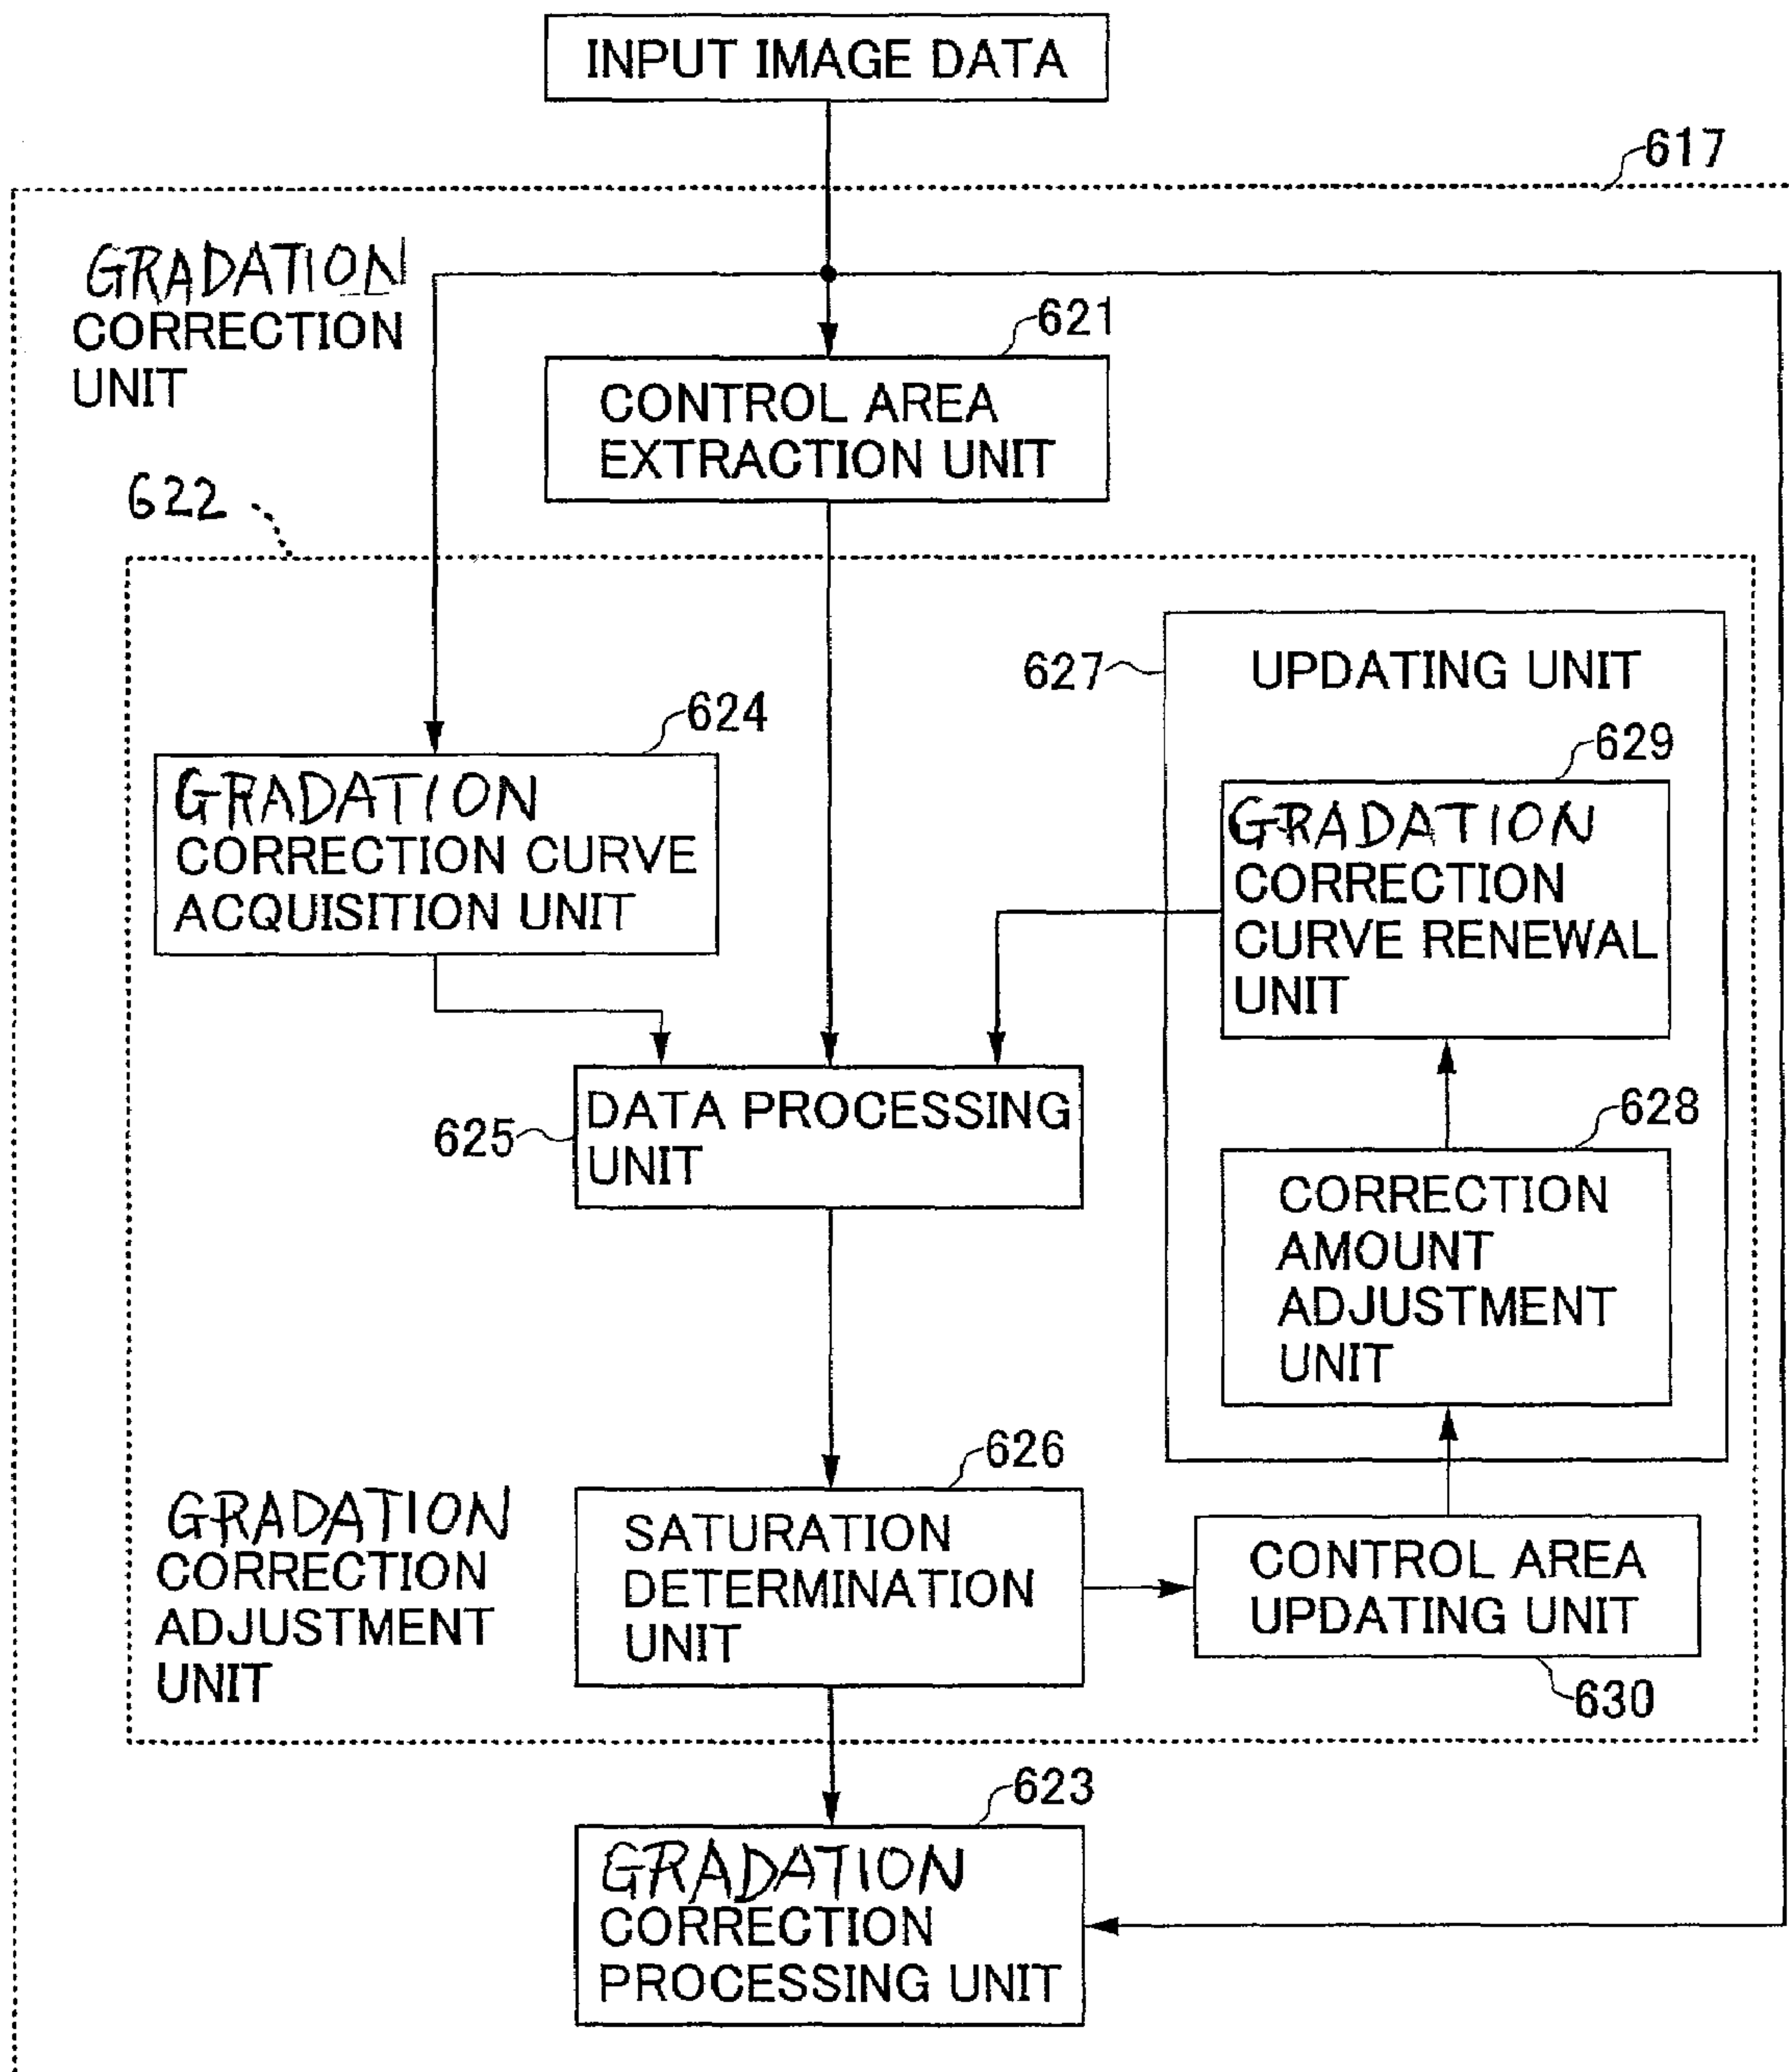 INPUT IMAGE DATA
617
GRADATION
CORRECTION
UNIT
621
CONTROL AREA
EXTRACTION UNIT
622
627
UPDATING UNIT
624
GRADATION
CORRECTION CURVE
ACQUISITION UNIT
629
GRADATION
CORRECTION
CURVE RENEWAL
UNIT
625
DATA PROCESSING
UNIT
628
CORRECTION
AMOUNT
ADJUSTMENT
UNIT
626
GRADATION
CORRECTION
ADJUSTMENT
UNIT
SATURATION
DETERMINATION
UNIT
CONTROL AREA
UPDATING UNIT
630
623
GRADATION
CORRECTION
PROCESSING UNIT